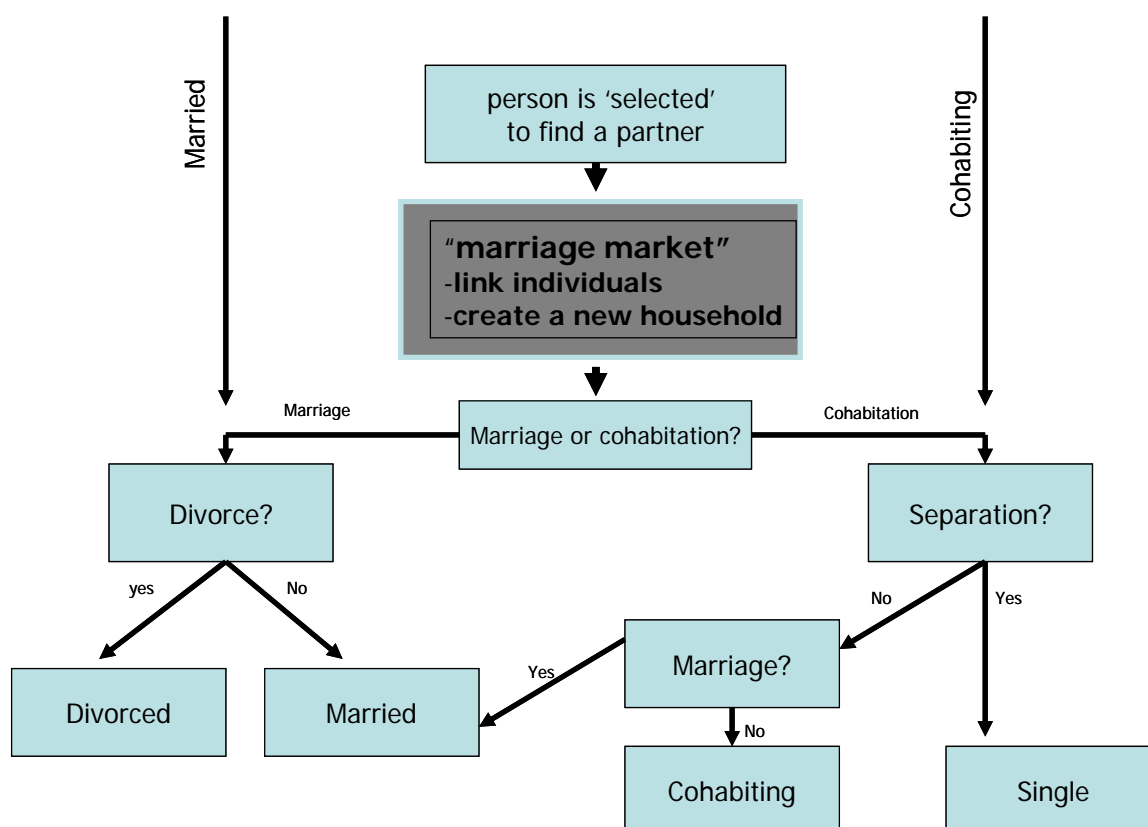 Married
person is ‘selected’
to find a partner
Cohabiting
“marriage market”
-link individuals
-create a new household
Marriage
Marriage or cohabitation?
Cohabitation
Divorce?
Separation?
yes
No
No
Yes
Divorced
Married
Yes
Marriage?
No
Cohabiting
Single